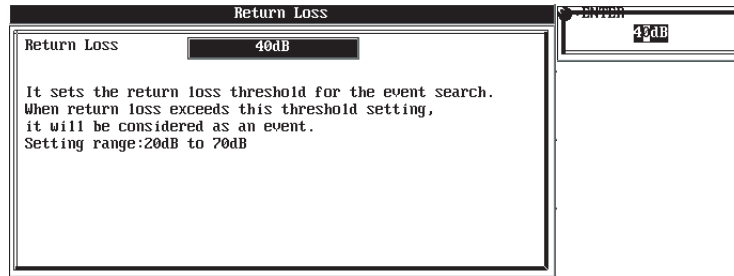 Return Loss
ENTER
Return Loss 40dB
40dB
It sets the return loss threshold for the event search.
When return loss exceeds this threshold setting,
it will be considered as an event.
Setting range:20dB to 70dB